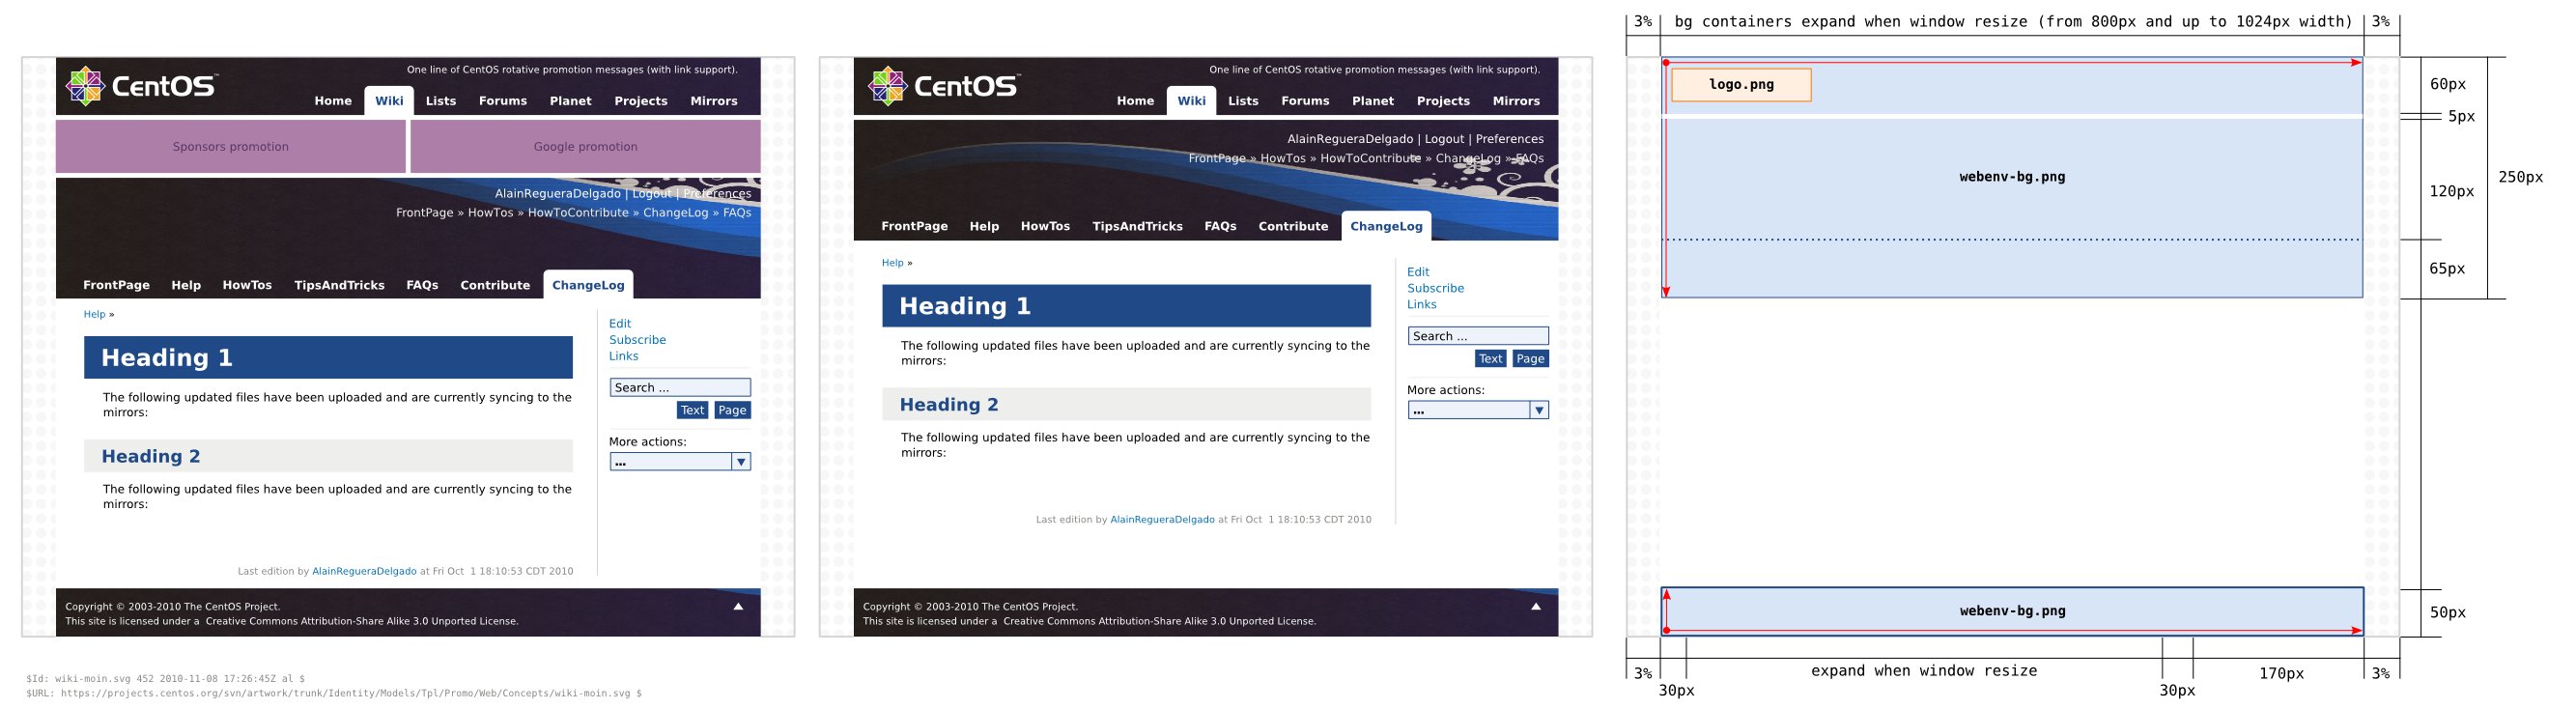 CentOS™
One line of CentOS rotative promotion messages (with link support).
Home Wiki Lists Forums Planet Projects Mirrors
Sponsors promotion
Google promotion
AlainRegueraDelgado | Logout | Preferences
FrontPage » HowTos » HowToContribute » ChangeLog » FAQs
FrontPage Help HowTos TipsAndTricks FAQs Contribute ChangeLog
Help »
Heading 1
The following updated files have been uploaded and are currently syncing to the
mirrors:
Heading 2
The following updated files have been uploaded and are currently syncing to the
mirrors:
Last edition by AlainRegueraDelgado at Fri Oct 1 18:10:53 CDT 2010
Edit
Subscribe
Links
Search ...
Text Page
More actions:
...
Copyright © 2003-2010 The CentOS Project.
This site is licensed under a Creative Commons Attribution-Share Alike 3.0 Unported License.
CentOS™
One line of CentOS rotative promotion messages (with link support).
Home Wiki Lists Forums Planet Projects Mirrors
AlainRegueraDelgado | Logout | Preferences
FrontPage » HowTos » HowToContribute » ChangeLog » FAQs
FrontPage Help HowTos TipsAndTricks FAQs Contribute ChangeLog
Help »
Heading 1
The following updated files have been uploaded and are currently syncing to the
mirrors:
Heading 2
The following updated files have been uploaded and are currently syncing to the
mirrors:
Last edition by AlainRegueraDelgado at Fri Oct 1 18:10:53 CDT 2010
Edit
Subscribe
Links
Search ...
Text Page
More actions:
...
Copyright © 2003-2010 The CentOS Project.
This site is licensed under a Creative Commons Attribution-Share Alike 3.0 Unported License.
3% bg containers expand when window resize (from 800px and up to 1024px width) 3%
logo.png
60px
5px
webenv-bg.png
120px
250px
65px
webenv-bg.png
50px
3% expand when window resize 170px 3%
30px 30px
$Id: wiki-moin.svg 452 2010-11-08 17:26:45Z al $
$URL: https://projects.centos.org/svn/artwork/trunk/Identity/Models/Tpl/Promo/Web/Concepts/wiki-moin.svg $